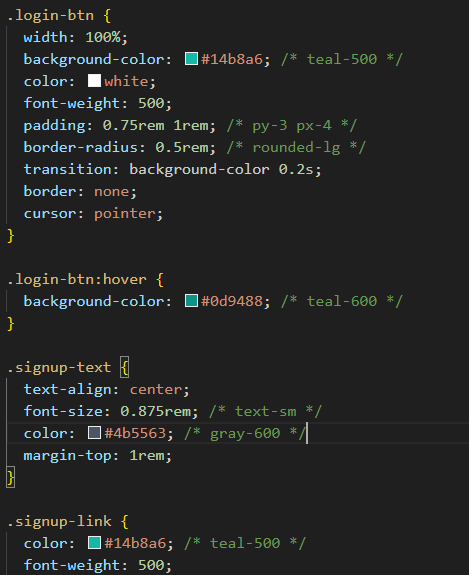 .login-btn {
width: 100%;
background-color: #14b8a6; /* teal-500 */
color: white;
font-weight: 500;
padding: 0.75rem 1rem; /* py-3 px-4 */
border-radius: 0.5rem; /* rounded-lg */
transition: background-color 0.2s;
border: none;
cursor: pointer;
}
.login-btn:hover {
background-color: #0d9488; /* teal-600 */
}
.signup-text {
text-align: center;
font-size: 0.875rem; /* text-sm */
color: #4b5563; /* gray-600 */
margin-top: 1rem;
}
.signup-link {
color: #14b8a6; /* teal-500 */
font-weight: 500;